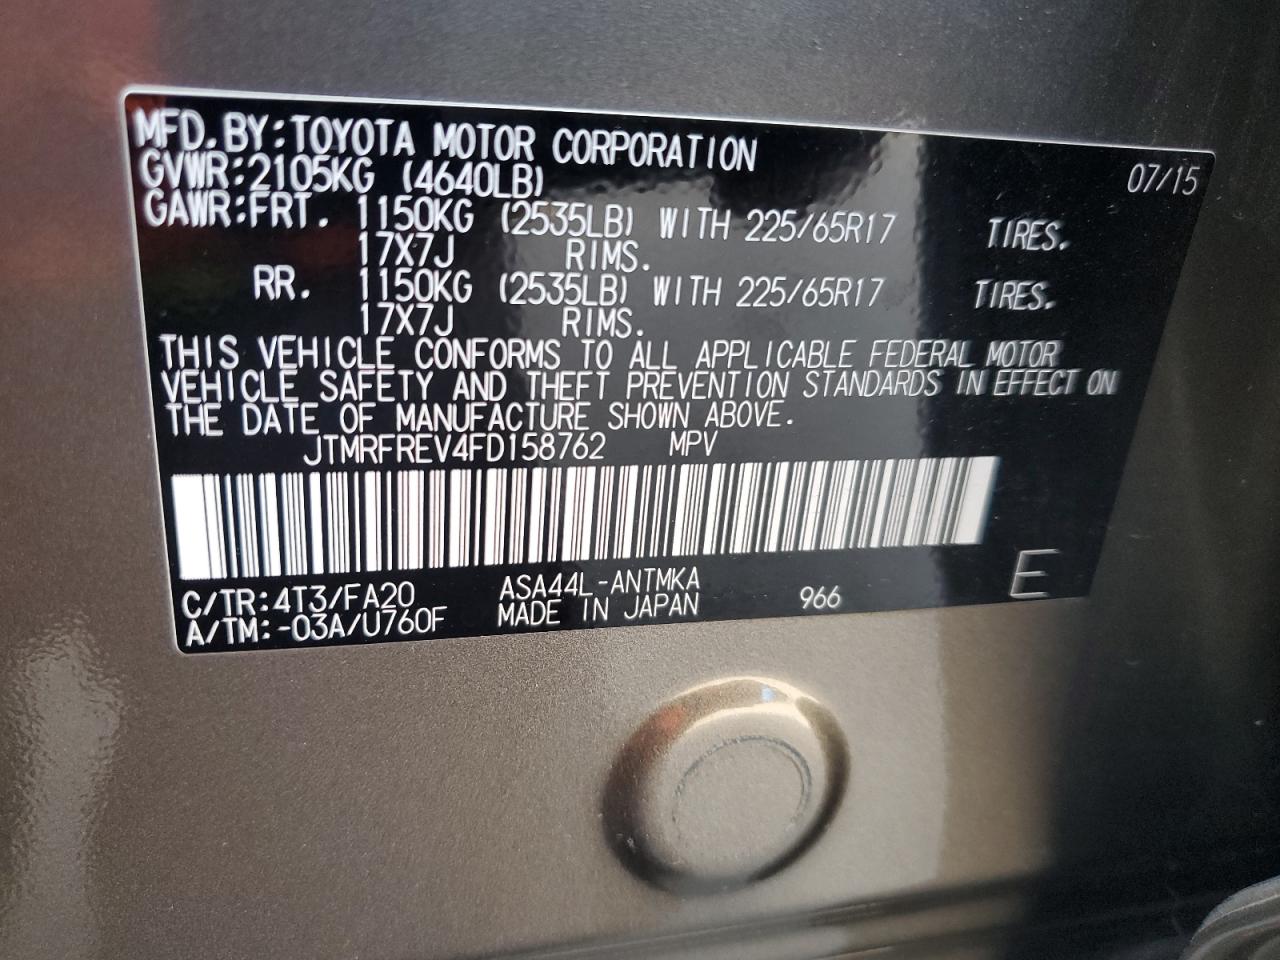 MFD.BY:TOYOTA MOTOR CORPORATION 07/15
GVWR:2105KG (4640LB)
GAWR:FRT. 1150KG (2535LB) WITH 225/65R17 TIRES.
17X7J RIMS.
RR. 1150KG (2535LB) WITH 225/65R17 TIRES.
17X7J RIMS.
THIS VEHICLE CONFORMS TO ALL APPLICABLE FEDERAL MOTOR
VEHICLE SAFETY AND THEFT PREVENTION STANDARDS IN EFFECT ON
THE DATE OF MANUFACTURE SHOWN ABOVE.
JTMRFREV4FD158762 MPV
C/TR:4T3/FA20 ASA44L-ANTMKA
A/TM:-03A/U760F MADE IN JAPAN 966 E